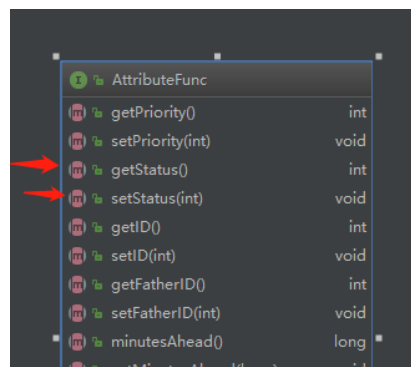 AttributeFunc
getPriority() int
setPriority(int) void
getStatus() int
setStatus(int) void
getID() int
setID(int) void
getFatherID() int
setFatherID(int) void
minutesAhead() long